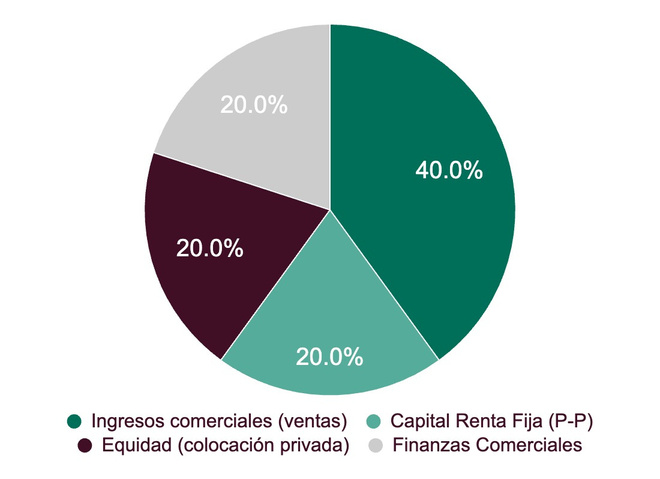 20.0%
40.0%
20.0%
20.0%
Ingresos comerciales (ventas) Capital Renta Fija (P-P)
Equidad (colocación privada) Finanzas Comerciales